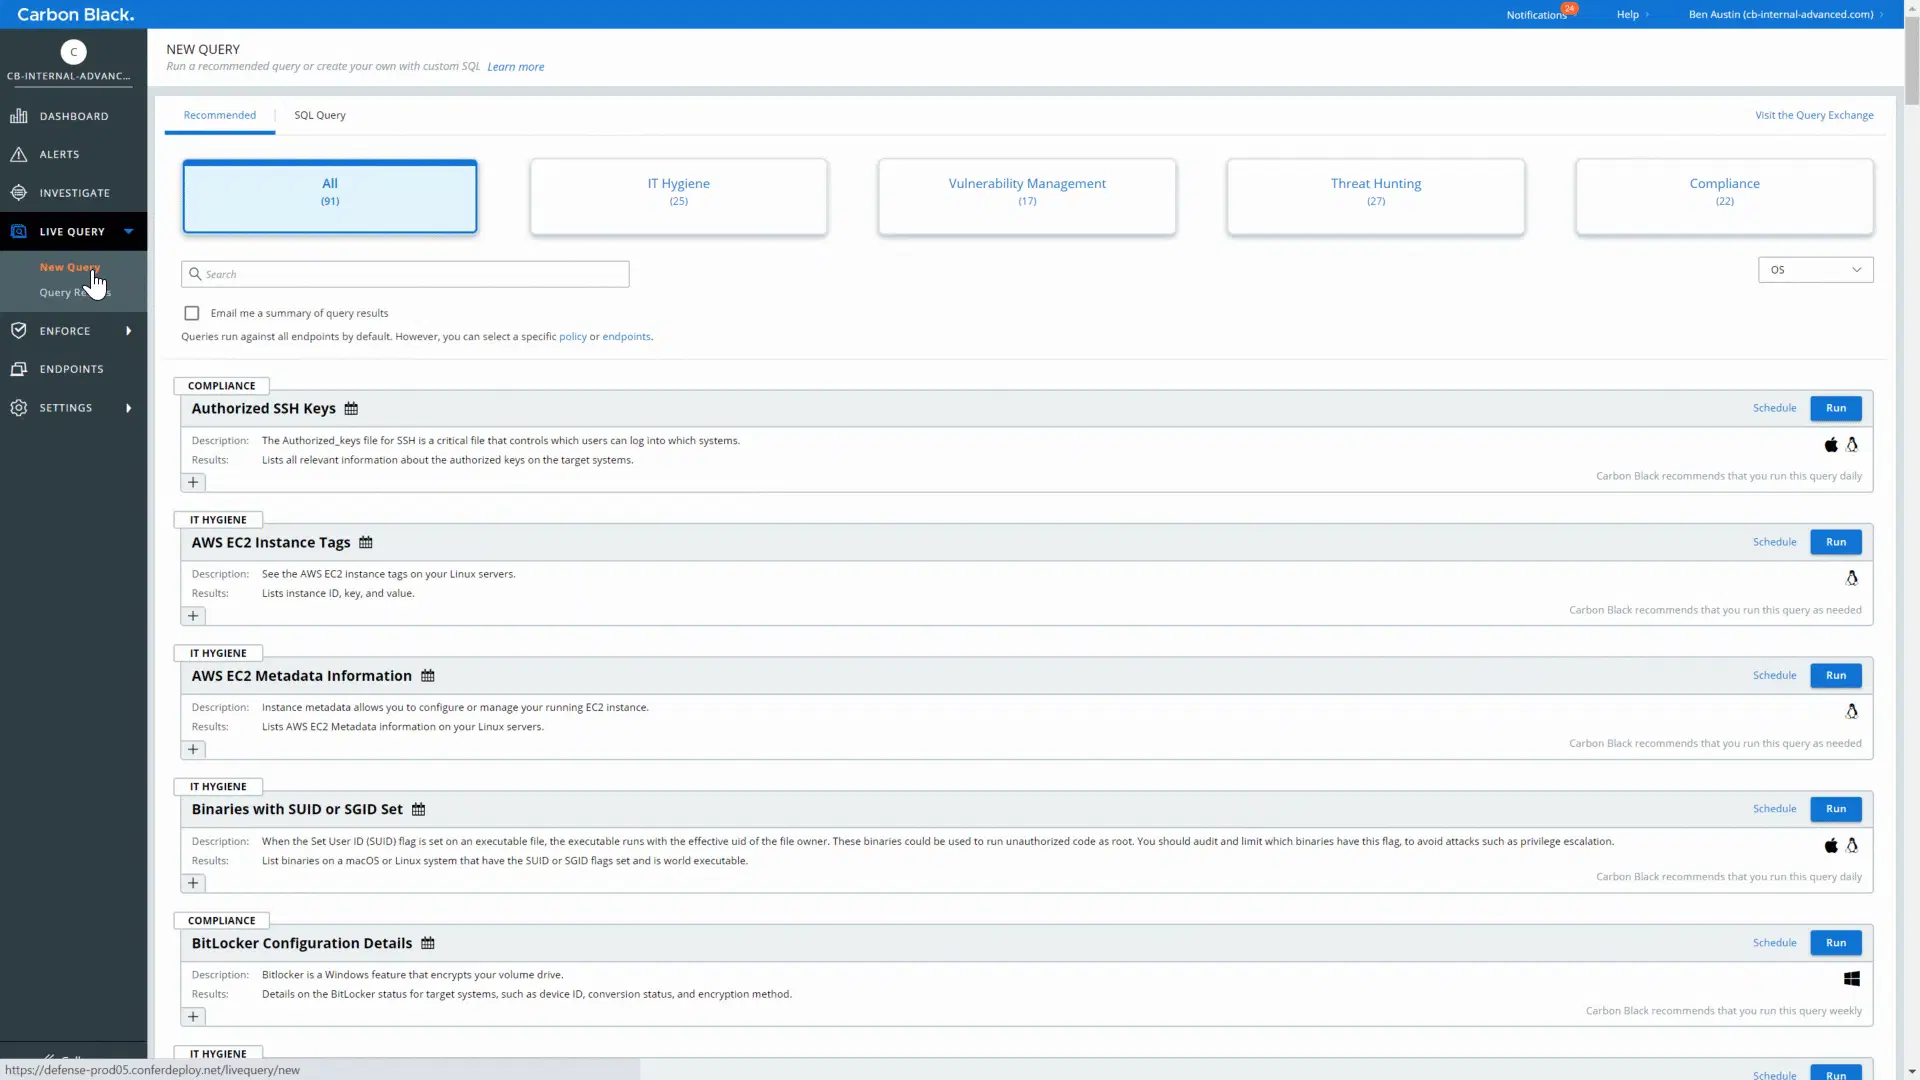 Carbon Black.
Notifications 24
Help
Ben Austin (cb-internal-advanced.com)
C
CB-INTERNAL-ADVANC...
DASHBOARD
ALERTS
INVESTIGATE
LIVE QUERY
New Query
Query
ENFORCE
ENDPOINTS
SETTINGS
NEW QUERY
Run a recommended query or create your own with custom SQL Learn more
Recommended
SQL Query
Visit the Query Exchange
All
(91)
IT Hygiene
(25)
Vulnerability Management
(17)
Threat Hunting
(27)
Compliance
(22)
Search
OS
Email me a summary of query results
Queries run against all endpoints by default. However, you can select a specific policy or endpoints.
COMPLIANCE
Authorized SSH Keys
Schedule
Run
Description: The Authorized_keys file for SSH is a critical file that controls which users can log into which systems.
Results: Lists all relevant information about the authorized keys on the target systems.
Carbon Black recommends that you run this query daily
IT HYGIENE
AWS EC2 Instance Tags
Schedule
Run
Description: See the AWS EC2 instance tags on your Linux servers.
Results: Lists instance ID, key, and value.
Carbon Black recommends that you run this query as needed
IT HYGIENE
AWS EC2 Metadata Information
Schedule
Run
Description: Instance metadata allows you to configure or manage your running EC2 instance.
Results: Lists AWS EC2 Metadata information on your Linux servers.
Carbon Black recommends that you run this query as needed
IT HYGIENE
Binaries with SUID or SGID Set
Schedule
Run
Description: When the Set User ID (SUID) flag is set on an executable file, the executable runs with the effective uid of the file owner. These binaries could be used to run unauthorized code as root. You should audit and limit which binaries have this flag, to avoid attacks such as privilege escalation.
Results: List binaries on a macOS or Linux system that have the SUID or SGID flags set and is world executable.
Carbon Black recommends that you run this query daily
COMPLIANCE
BitLocker Configuration Details
Schedule
Run
Description: Bitlocker is a Windows feature that encrypts your volume drive.
Results: Details on the BitLocker status for target systems, such as device ID, conversion status, and encryption method.
Carbon Black recommends that you run this query weekly
IT HYGIENE
Schedule
Run
https://defense-prod05.conferdeploy.net/livequery/new